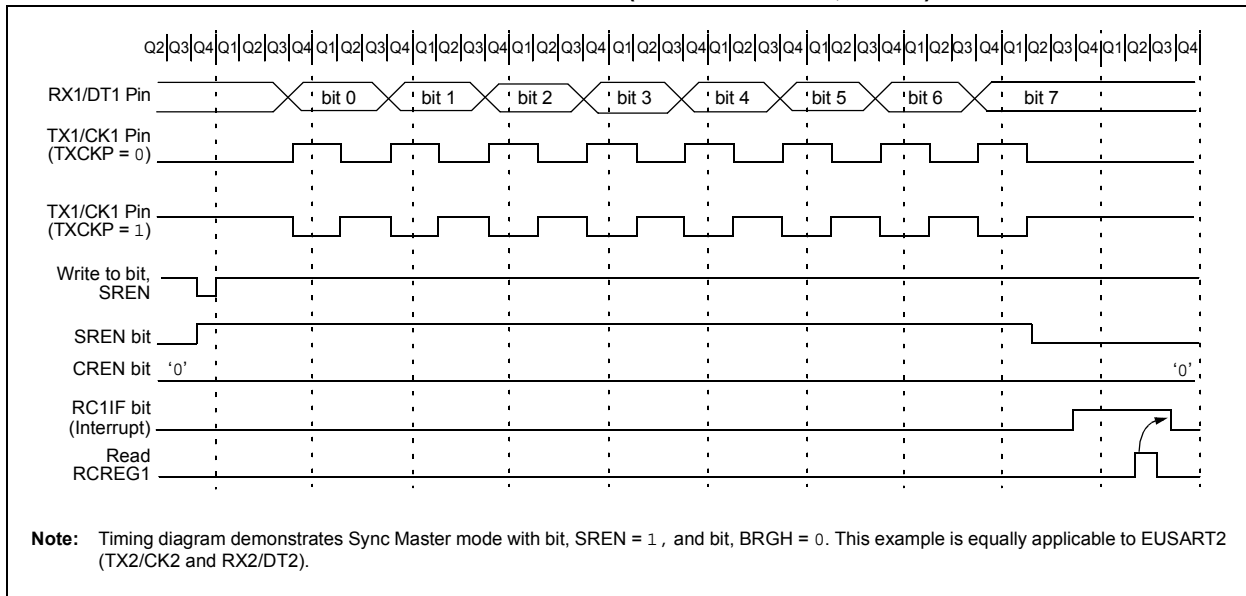 Q2 Q3 Q4 Q1 Q2 Q3 Q4 Q1 Q2 Q3 Q4 Q1 Q2 Q3 Q4 Q1 Q2 Q3 Q4 Q1 Q2 Q3 Q4 Q1 Q2 Q3 Q4 Q1 Q2 Q3 Q4 Q1 Q2 Q3 Q4 Q1 Q2 Q3 Q4 Q1 Q2 Q3 Q4
RX1/DT1 Pin bit 0 bit 1 bit 2 bit 3 bit 4 bit 5 bit 6 bit 7
TX1/CK1 Pin
(TXCKP = 0)
TX1/CK1 Pin
(TXCKP = 1)
Write to bit,
SREN
SREN bit
CREN bit ‘0’ ‘0’
RC1IF bit
(Interrupt)
Read
RCREG1
Note: Timing diagram demonstrates Sync Master mode with bit, SREN = 1, and bit, BRGH = 0. This example is equally applicable to EUSART2
(TX2/CK2 and RX2/DT2).